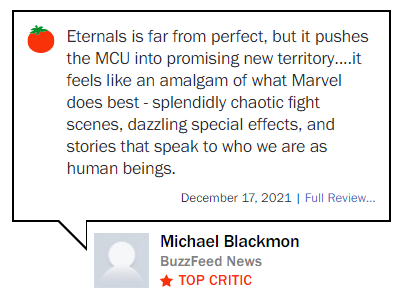 Eternals is far from perfect, but it pushes
the MCU into promising new territory....it
feels like an amalgam of what Marvel
does best - splendidly chaotic fight
scenes, dazzling special effects, and
stories that speak to who we are as
human beings.
December 17, 2021 | Full Review...
Michael Blackmon
BuzzFeed News
TOP CRITIC